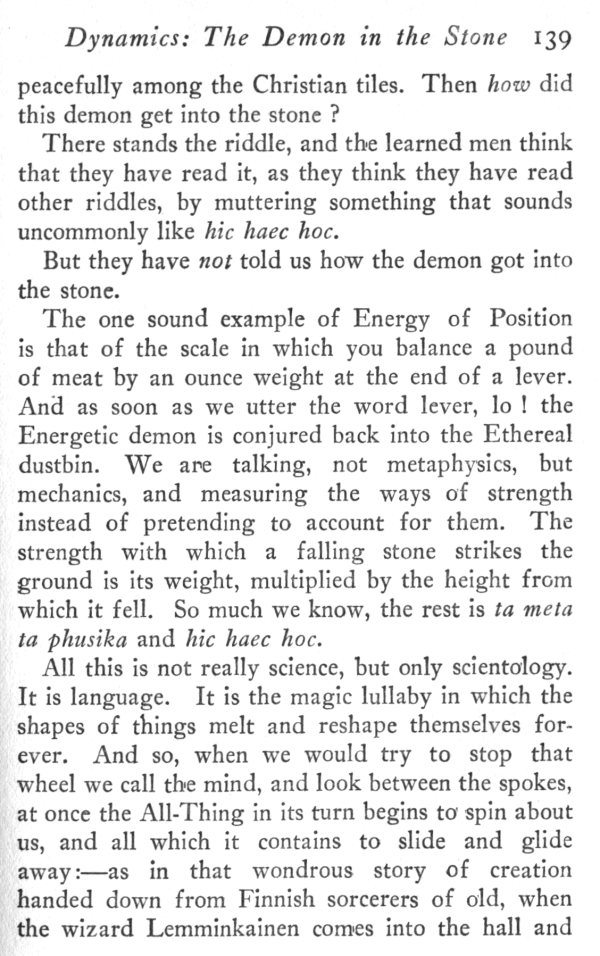 Dynamics: The Demon in the Stone 139
peacefully among the Christian tiles. Then how did
this demon get into the stone ?
There stands the riddle, and the learned men think
that they have read it, as they think they have read
other riddles, by muttering something that sounds
uncommonly like hic haec hoc.
But they have not told us how the demon got into
the stone.
The one sound example of Energy of Position
is that of the scale in which you balance a pound
of meat by an ounce weight at the end of a lever.
And as soon as we utter the word lever, lo ! the
Energetic demon is conjured back into the Ethereal
dustbin. We are talking, not metaphysics, but
mechanics, and measuring the ways of strength
instead of pretending to account for them. The
strength with which a falling stone strikes the
ground is its weight, multiplied by the height from
which it fell. So much we know, the rest is ta meta
ta phusika and hic haec hoc.
All this is not really science, but only scientology.
It is language. It is the magic lullaby in which the
shapes of things melt and reshape themselves for-
ever. And so, when we would try to stop that
wheel we call the mind, and look between the spokes,
at once the All-Thing in its turn begins to spin about
us, and all which it contains to slide and glide
away:—as in that wondrous story of creation
handed down from Finnish sorcerers of old, when
the wizard Lemminkainen comes into the hall and